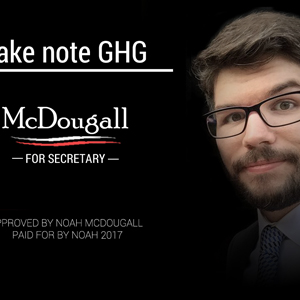 ake note GHG
McDougall
— FOR SECRETARY —
PPROVED BY NOAH MCDOUGALL
PAID FOR BY NOAH 2017